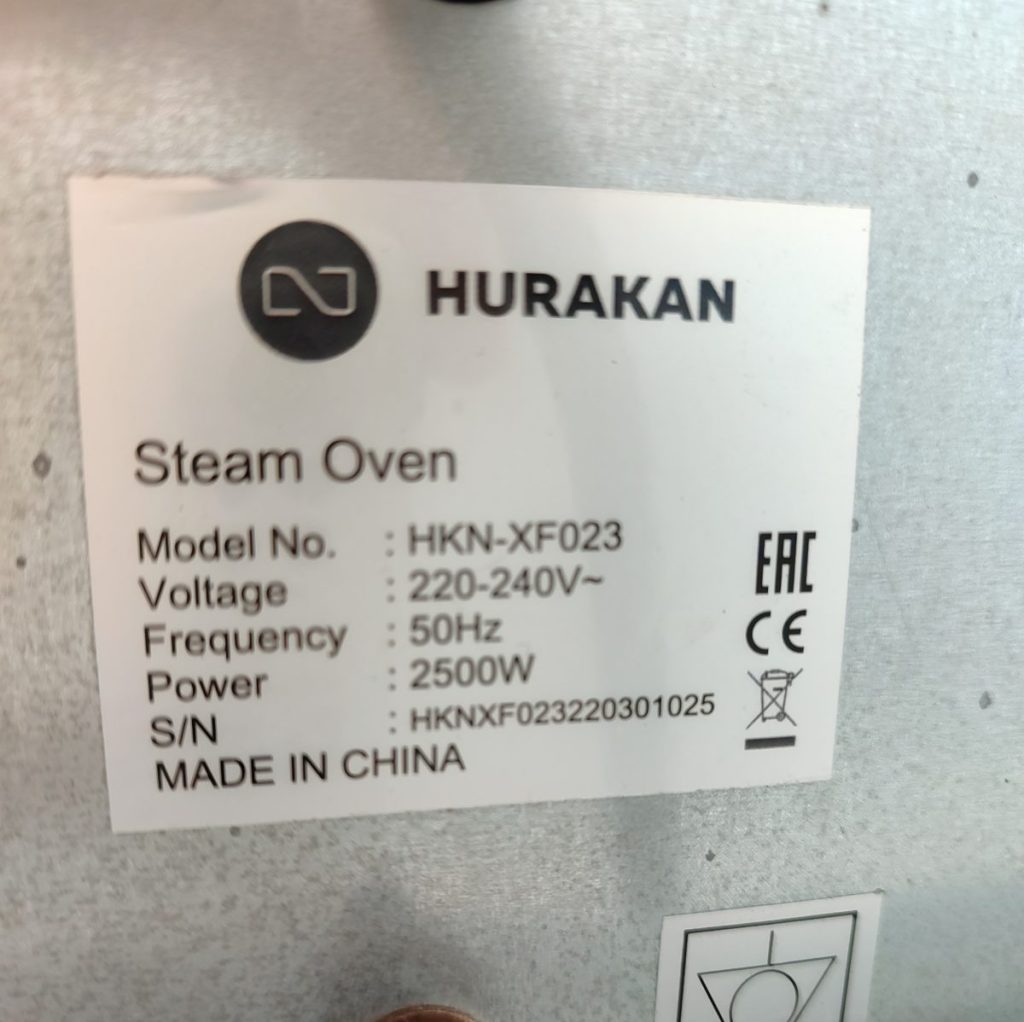 HURAKAN
Steam Oven
Model No. : HKN-XF023
Voltage : 220-240V~
Frequency : 50Hz
Power : 2500W
S/N : HKNXF023220301025
MADE IN CHINA
EAC
CE